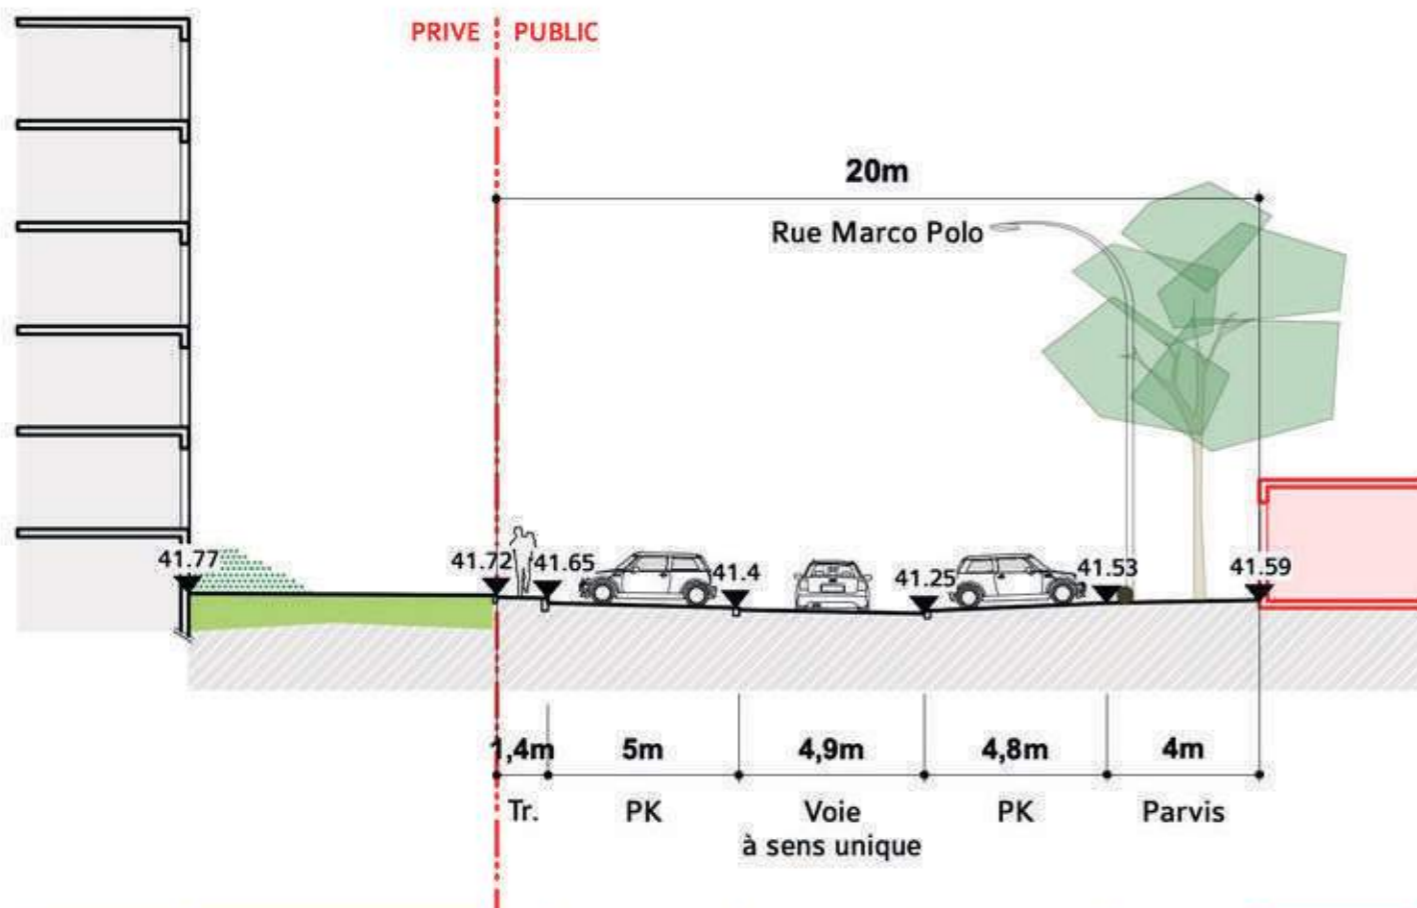 PRIVE PUBLIC
20m
Rue Marco Polo
41.77 41.72 41.65 41.4 41.25 41.53 41.59
1,4m 5m 4,9m 4,8m 4m
Tr. PK Voie PK Parvis
à sens unique